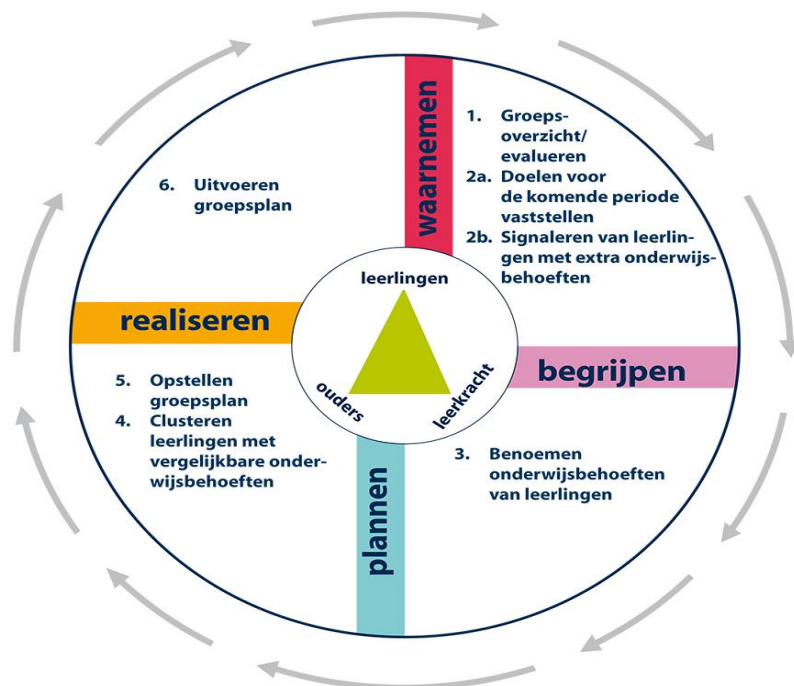 waarnemen
1. Groeps-
overzicht/
evalueren
2a. Doelen voor
de komende periode
vaststellen
2b. Signaleren van leerlin-
gen met extra onderwijs-
behoeften
begrijpen
3. Benoemen
onderwijsbehoeften
van leerlingen
plannen
5. Opstellen
groepsplan
4. Clusteren
leerlingen met
vergelijkbare onder-
wijsbehoeften
realiseren
6. Uitvoeren
groepsplan
leerlingen
ouders
leerkracht